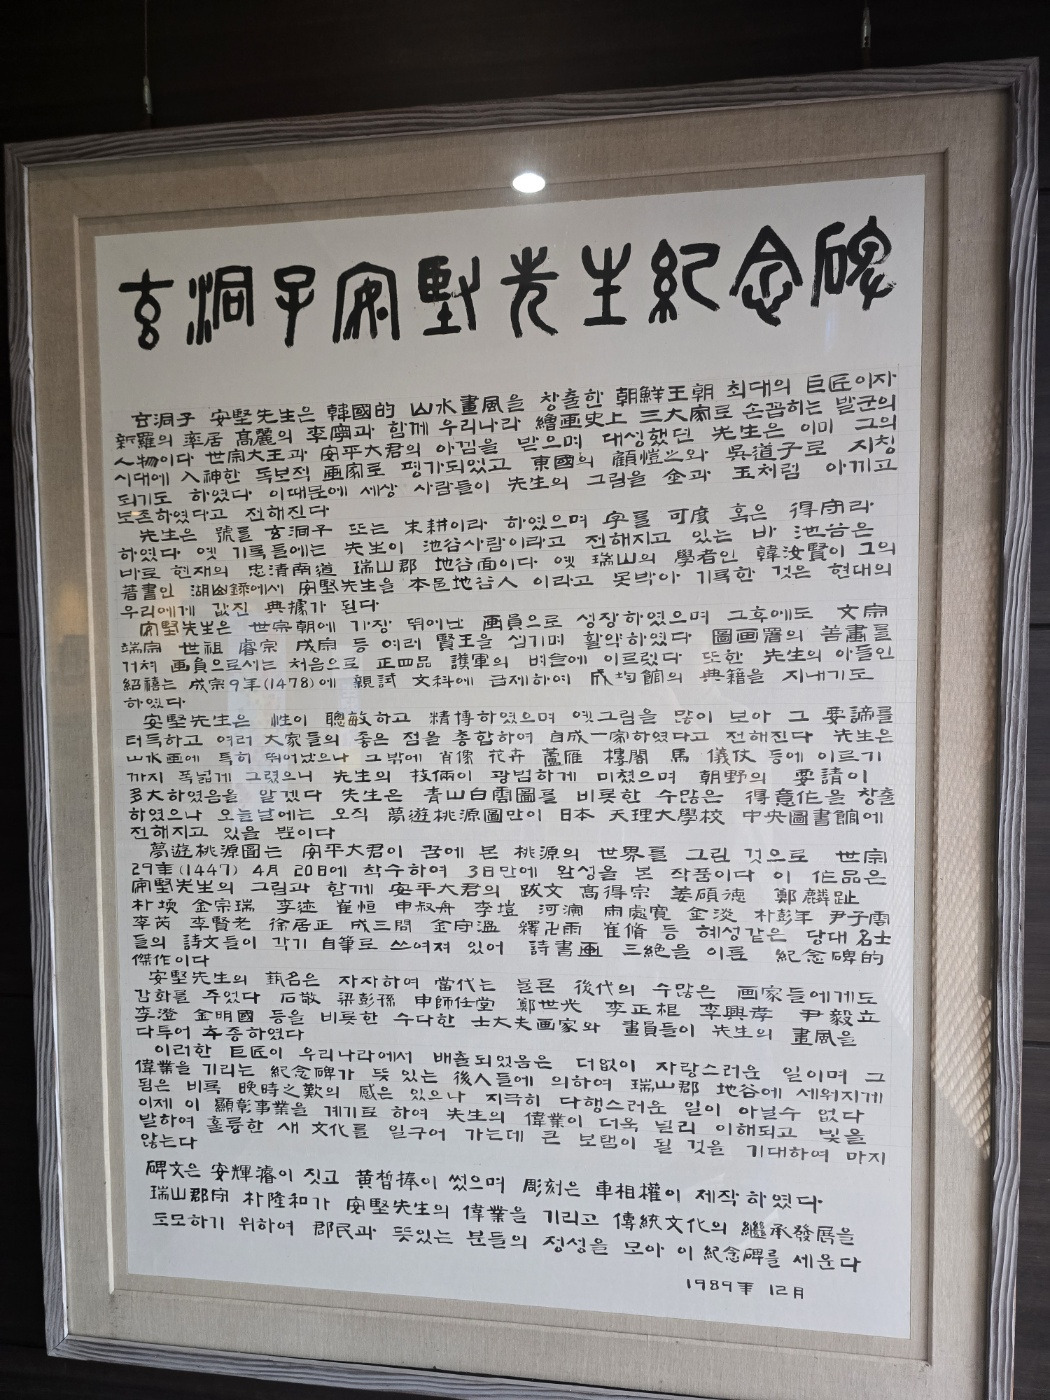 玄洞子安堅先生紀念碑
玄洞子 安堅先生은 韓國的 山水畫風을 창출한 朝鮮王朝 최대의 巨匠이자
新羅의 率居 高麗의 李寧과 함께 우리나라 繪画史上 三大家로 손꼽히는 발군의
人物이다 世宗大王과 安平大君의 아낌을 받으며 대성했던 先生은 이미 그의
시대에 入神한 독보적 画家로 평가되었고 東國의 顧愷之와 吳道子로 지칭
되기도 하였다 이때문에 세상 사람들이 先生의 그림을 金과 玉처럼 아끼고
보존하였다고 전해진다
先生은 號를 玄洞子 또는 朱耕이라 하였으며 字를 可度 혹은 得守라
하였다 옛 기록들에는 先生이 池谷사람이라고 전해지고 있는 바 池谷은
바로 현재의 忠清南道 瑞山郡 地谷面이다 옛 瑞山의 學者인 韓汝賢이 그의
著書인 湖山錄에서 安堅先生을 本邑地谷人 이라고 못박아 기록한 것은 현대의
우리에게 값진 典據가 된다
安堅先生은 世宗朝에 가장 뛰어난 画員으로 성장하였으며 그후에도 文宗
端宗 世祖 睿宗 成宗 등 여러 賢王을 섬기며 활약하였다 圖画署의 善畵를
거쳐 画員으로서는 처음으로 正四品 護軍의 벼슬에 이르렀다 또한 先生의 아들인
紹禧는 成宗9年(1478)에 親試 文科에 급제하여 成均館의 典籍을 지내기도
하였다
安堅先生은 性이 聰敏하고 精博하였으며 옛그림을 많이 보아 그 要諦를
터득하고 여러 大家들의 좋은 점을 총합하여 自成一家하였다고 전해진다 先生은
山水画에 특히 뛰어났으나 그밖에 肖像 花卉 蘆雁 樓閣 馬 儀仗 등에 이르기
까지 폭넓게 그렸으니 先生의 技倆이 광범하게 미쳤으며 朝野의 要請이
多大하였음을 알겠다 先生은 青山白雲圖를 비롯한 수많은 得意作을 창출
하였으나 오늘날에는 오직 夢遊桃源圖만이 日本 天理大學校 中央圖書館에
전해지고 있을 뿐이다
夢遊桃源圖는 安平大君이 꿈에 본 桃源의 世界를 그린 것으로 世宗
29年(1447) 4月 20日에 착수하여 3日만에 완성을 본 작품이다 이 作品은
安堅先生의 그림과 함께 安平大君의 跋文 高得宗 姜碩德 鄭麟趾
朴堧 金宗瑞 李迹 崔恒 申叔舟 李塏 河演 宋處寬 金淡 朴彭年 尹子雲
李芮 李賢老 徐居正 成三問 金守溫 釋卍雨 崔脩 등 혜성같은 당대 名士
들의 詩文들이 각기 自筆로 쓰여져 있어 詩書画 三絶을 이룬 紀念碑的
傑作이다
安堅先生의 執名은 자자하여 當代는 물론 後代의 수많은 画家들에게도
감화를 주었다 石敬 梁彭孫 申師任堂 鄭世光 李正根 李興孝 尹毅立
李澄 金明國 등을 비롯한 수다한 士大夫画家와 畫員들이 先生의 畫風을
다투어 추종하였다
이러한 巨匠이 우리나라에서 배출되었음은 더없이 자랑스러운 일이며 그
偉業을 기리는 紀念碑가 뜻 있는 後人들에 의하여 瑞山郡 地谷에 세워지게
됨은 비록 晩時之歎의 感은 있으나 지극히 다행스러운 일이 아닐수 없다
이제 이 顯彰事業을 계기로 하여 先生의 偉業이 더욱 널리 이해되고 빛을
발하여 훌륭한 새 文化를 일구어 가는데 큰 보탬이 될 것을 기대하여 마지
않는다
碑文은 安輝濬이 짓고 黃晳捧이 썼으며 彫刻은 車相權이 제작하였다
瑞山郡守 朴隆和가 安堅先生의 偉業을 기리고 傳統文化의 繼承發展을
도모하기 위하여 郡民과 뜻있는 분들의 정성을 모아 이 紀念碑를 세운다
1989年 12月